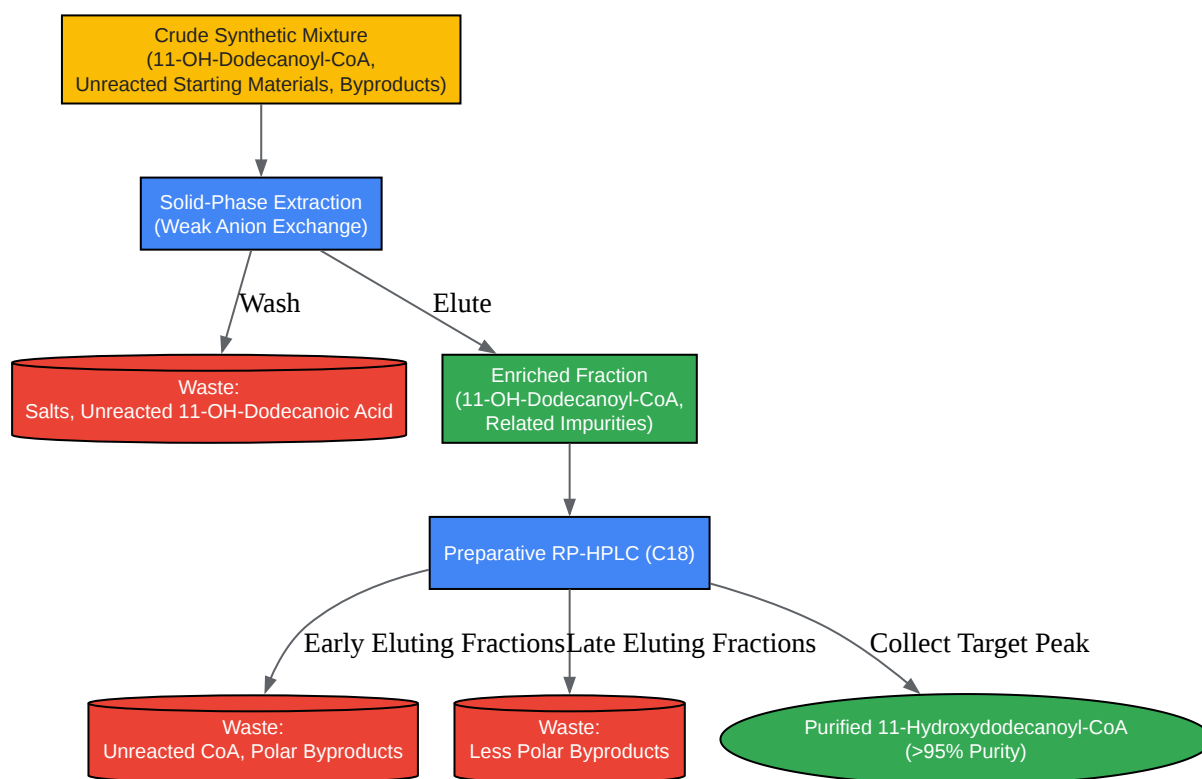 Crude Synthetic Mixture
(11-OH-Dodecanoyl-CoA,
Unreacted Starting Materials, Byproducts)
Solid-Phase Extraction
(Weak Anion Exchange)
Wash
Elute
Waste:
Salts, Unreacted 11-OH-Dodecanoic Acid
Enriched Fraction
(11-OH-Dodecanoyl-CoA,
Related Impurities)
Preparative RP-HPLC (C18)
Early Eluting Fractions
Late Eluting Fractions
Collect Target Peak
Waste:
Unreacted CoA, Polar Byproducts
Waste:
Less Polar Byproducts
Purified 11-Hydroxydodecanoyl-CoA
(>95% Purity)